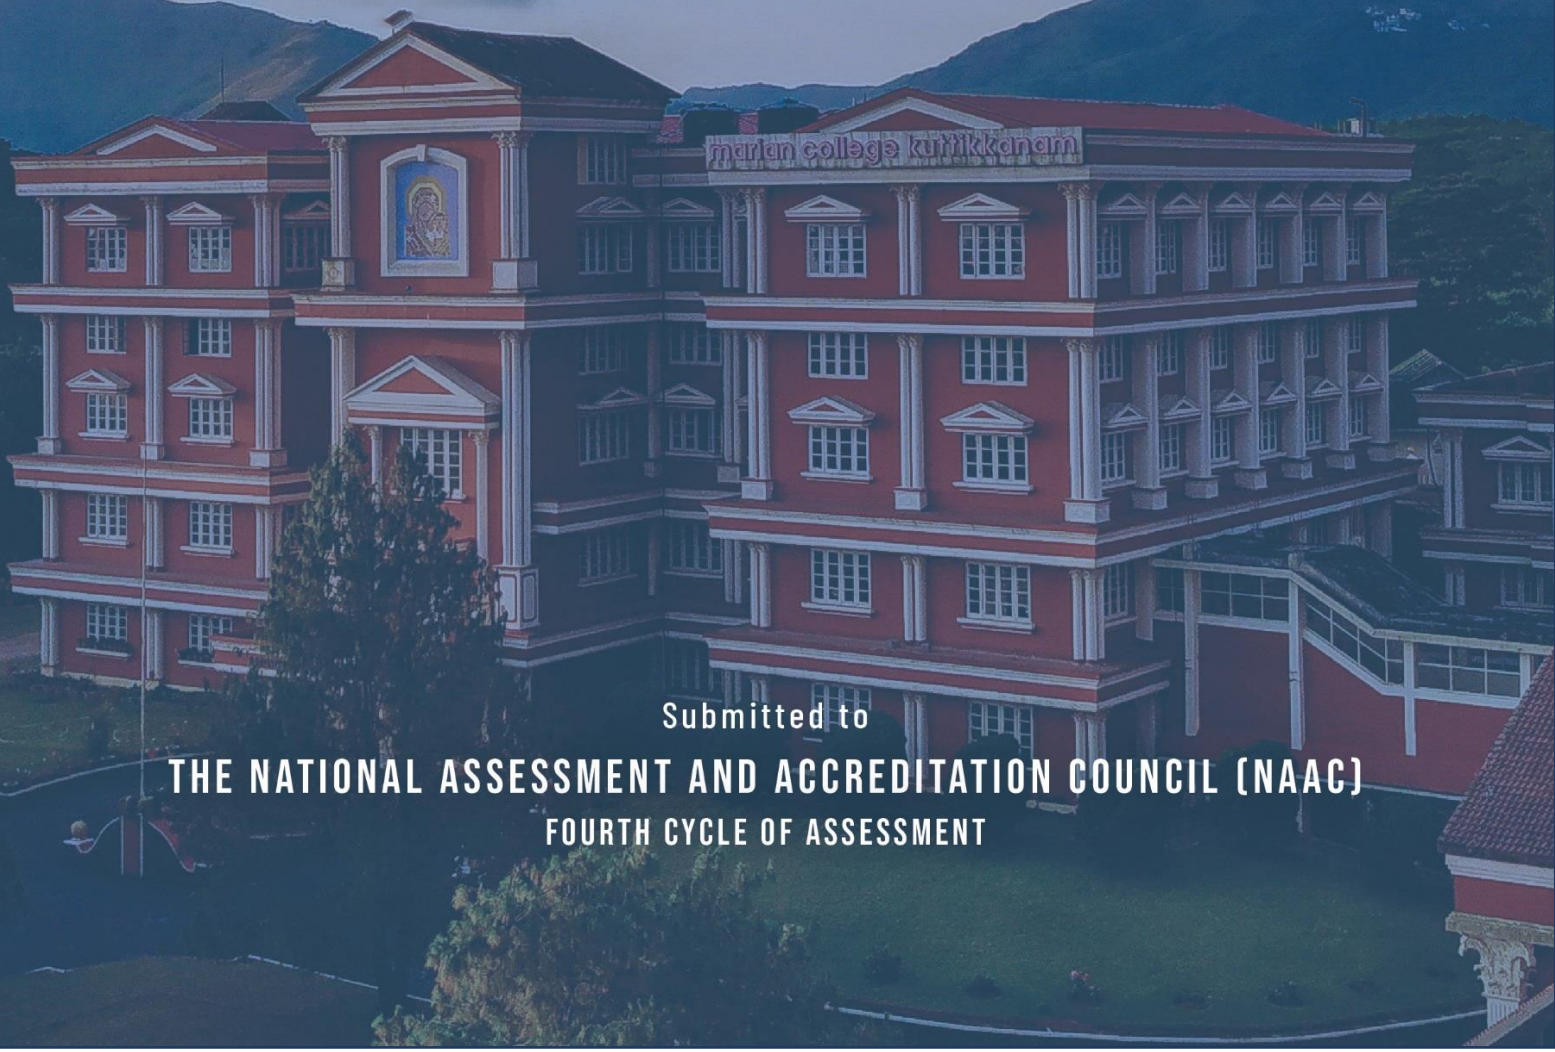 marian college kuttikkanam
Submitted to
THE NATIONAL ASSESSMENT AND ACCREDITATION COUNCIL (NAAC)
FOURTH CYCLE OF ASSESSMENT